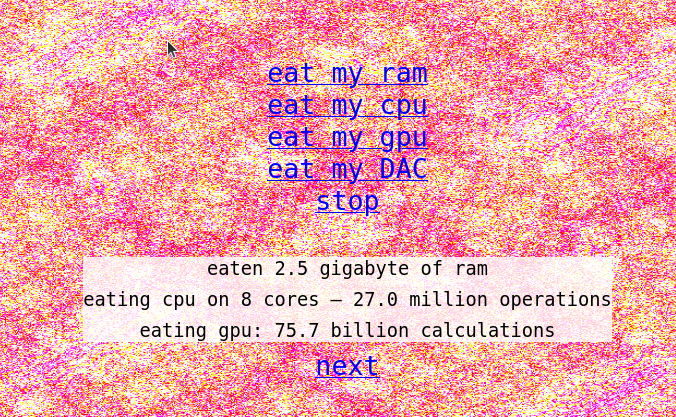 eat my ram
eat my cpu
eat my gpu
eat my DAC
stop
eaten 2.5 gigabyte of ram
eating cpu on 8 cores — 27.0 million operations
eating gpu: 75.7 billion calculations
next